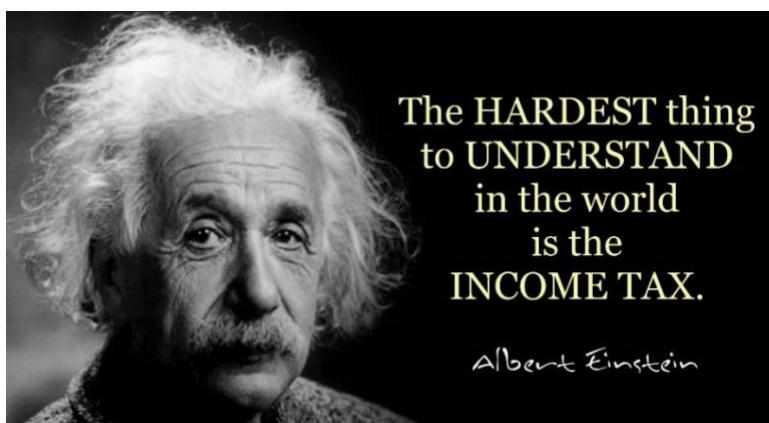 The HARDEST thing
to UNDERSTAND
in the world
is the
INCOME TAX.
Albert Einstein